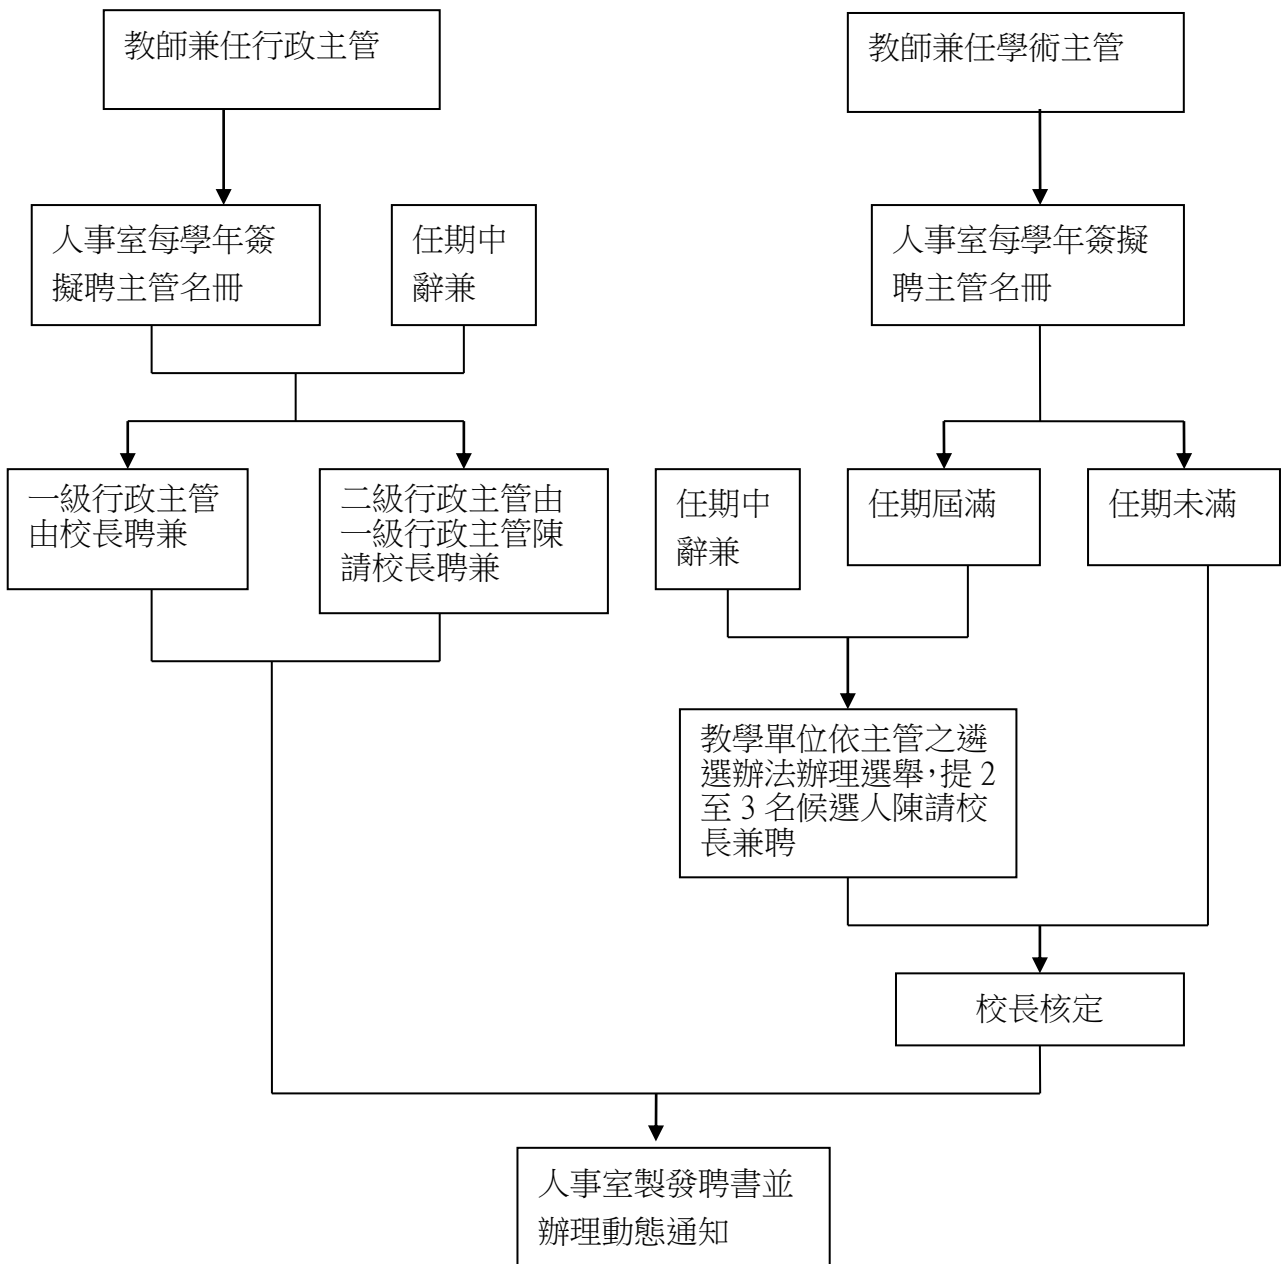 教師兼任行政主管
教師兼任學術主管
人事室每學年簽
擬聘主管名冊
任期中
辭兼
人事室每學年簽擬
聘主管名冊
一級行政主管
由校長聘兼
二級行政主管由
一級行政主管陳
請校長聘兼
任期中
辭兼
任期屆滿
任期未滿
教學單位依主管之遴
選辦法辦理選舉，提 2
至 3 名候選人陳請校
長兼聘
校長核定
人事室製發聘書並
辦理動態通知